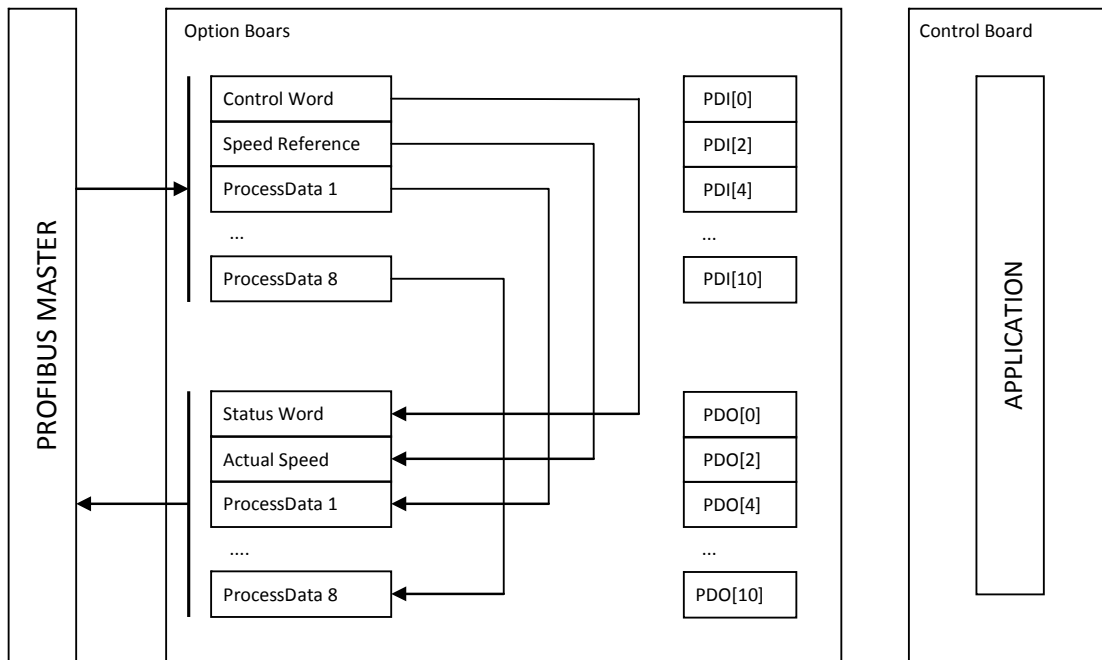 PROFIBUS MASTER
Option Boars
Control Word
Speed Reference
ProcessData 1
...
ProcessData 8
Status Word
Actual Speed
ProcessData 1
....
ProcessData 8
PDI[0]
PDI[2]
PDI[4]
...
PDI[10]
PDO[0]
PDO[2]
PDO[4]
...
PDO[10]
Control Board
APPLICATION